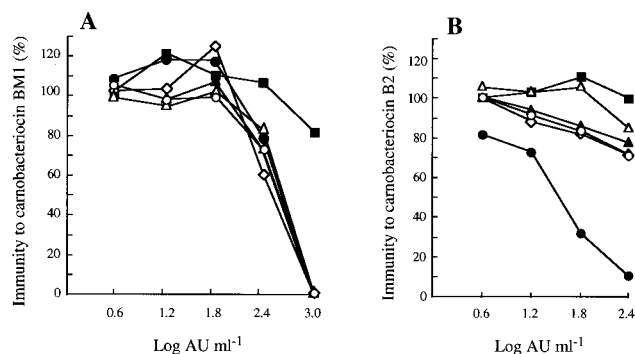 A
Immunity to carnobacteriocin BM1 (%)
120
100
80
60
40
20
0
0.6 1.2 1.8 2.4 3.0
Log AU ml-1
B
Immunity to carnobacteriocin B2 (%)
120
100
80
60
40
20
0
0.6 1.2 1.8 2.4
Log AU ml-1